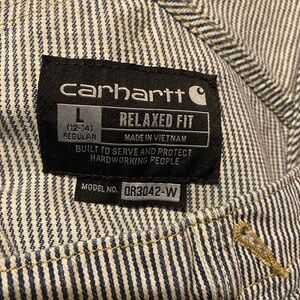 carhartt
L
(12-14)
REGULAR
RELAXED FIT
MADE IN VIETNAM
BUILT TO SERVE AND PROTECT
HARDWORKING PEOPLE
MODEL NO. OR3042-W